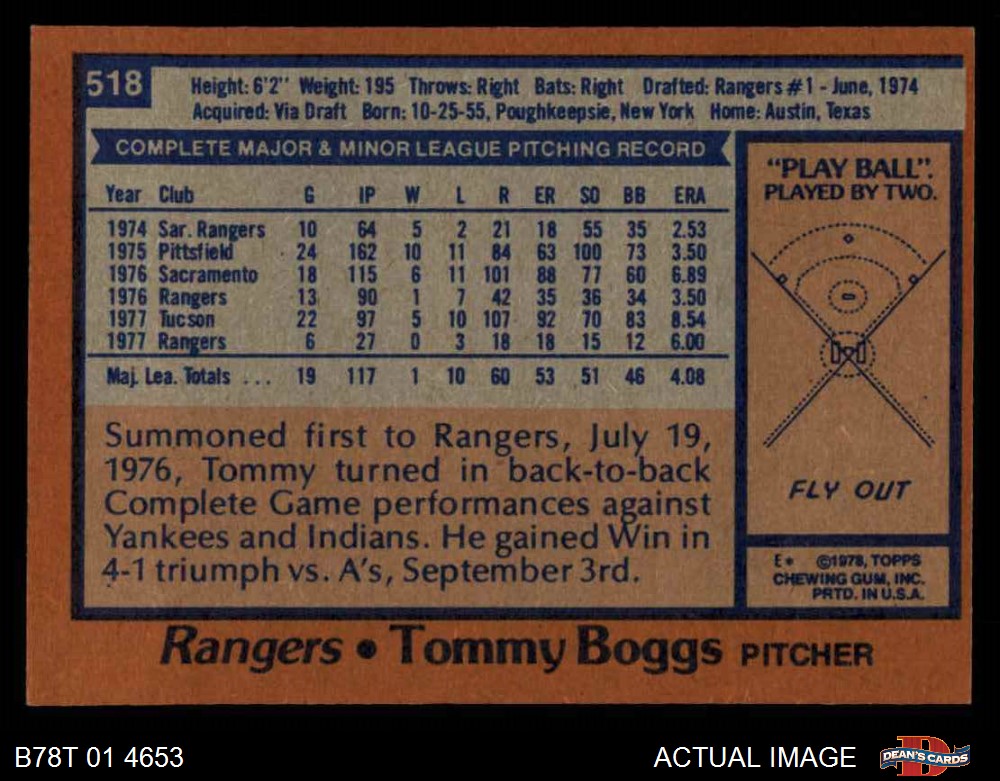 518
Height: 6'2" Weight: 195 Throws: Right Bats: Right Drafted: Rangers #1 - June, 1974
Acquired: Via Draft Born: 10-25-55, Poughkeepsie, New York Home: Austin, Texas
COMPLETE MAJOR & MINOR LEAGUE PITCHING RECORD
Year Club G IP W L R ER SO BB ERA
1974 Sar. Rangers 10 64 5 2 21 18 55 35 2.53
1975 Pittsfield 24 162 10 11 84 63 100 73 3.50
1976 Sacramento 18 115 6 11 101 88 77 60 6.89
1976 Rangers 13 90 1 7 42 35 36 34 3.50
1977 Tucson 22 97 5 10 107 92 70 83 8.54
1977 Rangers 6 27 0 3 18 18 15 12 6.00
Maj. Lea. Totals ... 19 117 1 10 60 53 51 46 4.08
Summoned first to Rangers, July 19,
1976, Tommy turned in back-to-back
Complete Game performances against
Yankees and Indians. He gained Win in
4-1 triumph vs. A's, September 3rd.
"PLAY BALL".
PLAYED BY TWO.
FLY OUT
E* ©1978, TOPPS
CHEWING GUM, INC.
PRTD. IN U.S.A.
Rangers • Tommy Boggs PITCHER
B78T 01 4653
ACTUAL IMAGE
DEAN'S CARDS